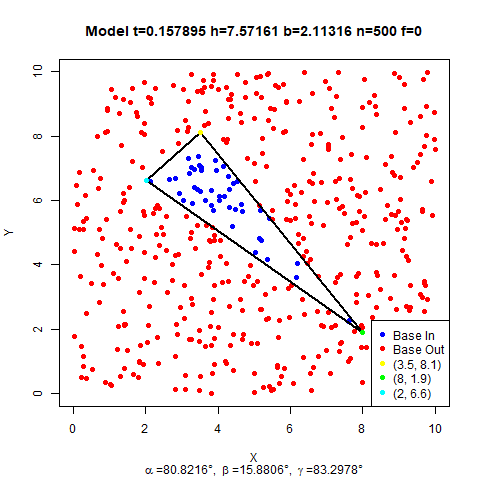 Model t=0.157895 h=7.57161 b=2.11316 n=500 f=0
10
8
6
4
2
0
Y
0 2 4 6 8 10
Base In
Base Out
(3.5, 8.1)
(8, 1.9)
(2, 6.6)
X
α=80.8216°, β=15.8806°, γ=83.2978°